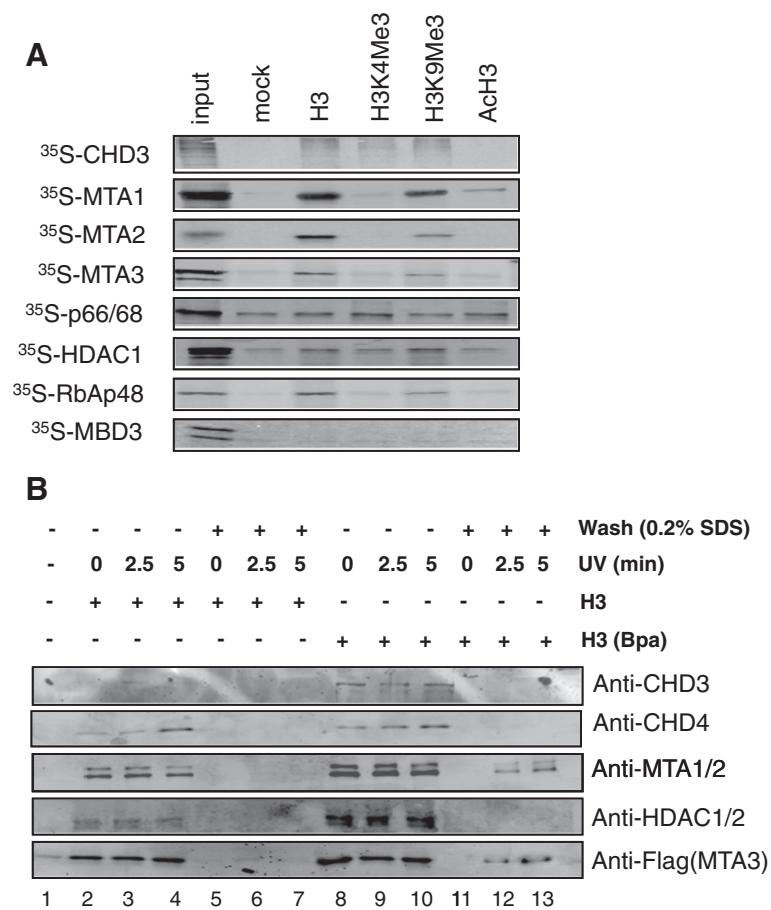 A
input mock H3 H3K4Me3 H3K9Me3 AcH3
35S-CHD3
35S-MTA1
35S-MTA2
35S-MTA3
35S-p66/68
35S-HDAC1
35S-RbAp48
35S-MBD3
B
- - - - + + + - - - + + + Wash (0.2% SDS)
- 0 2.5 5 0 2.5 5 0 2.5 5 0 2.5 5 UV (min)
- + + + + + + - - - - - - H3
- - - - - - - + + + + + + H3 (Bpa)
Anti-CHD3
Anti-CHD4
Anti-MTA1/2
Anti-HDAC1/2
Anti-Flag(MTA3)
1 2 3 4 5 6 7 8 9 10 11 12 13